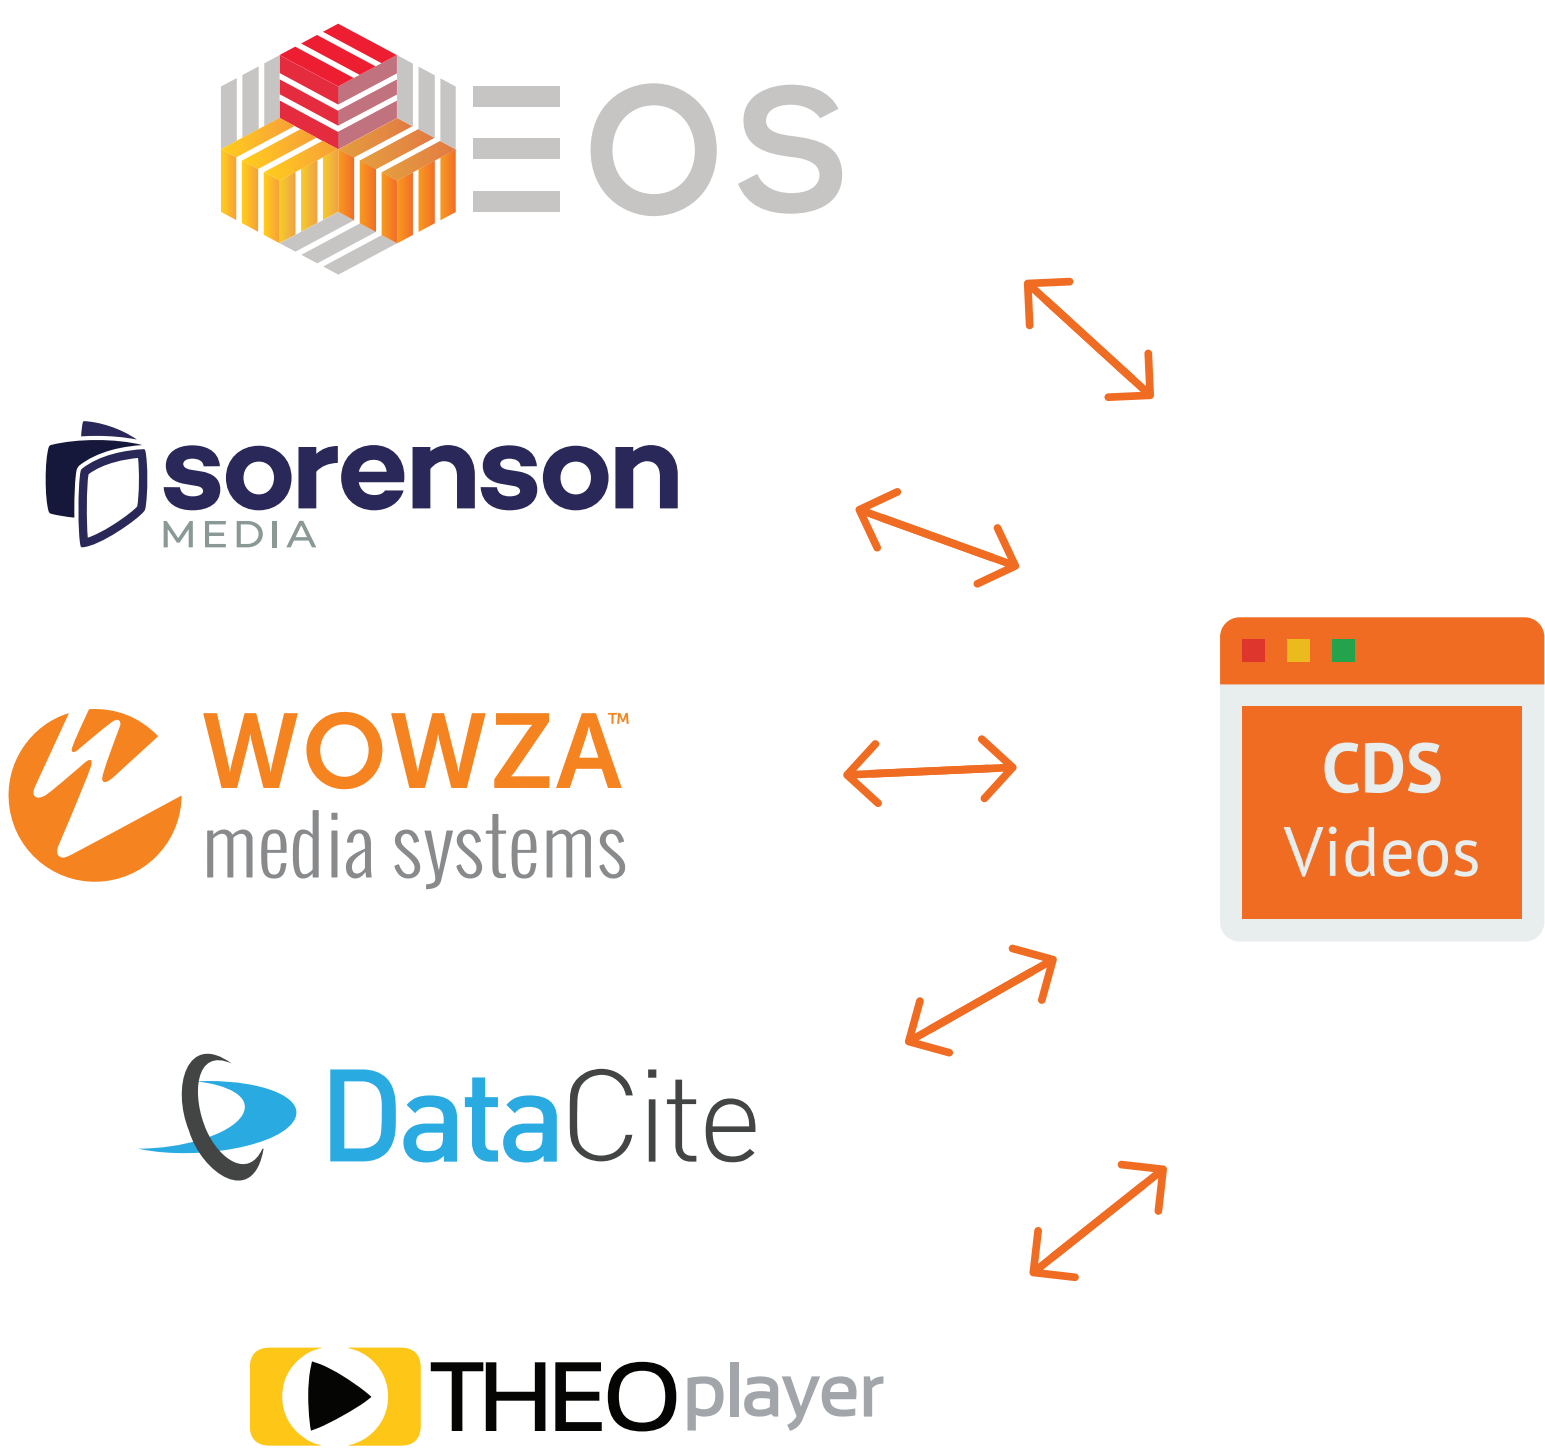 EOS
sorenson
MEDIA
WOWZA™
media systems
CDS
Videos
DataCite
THEOplayer